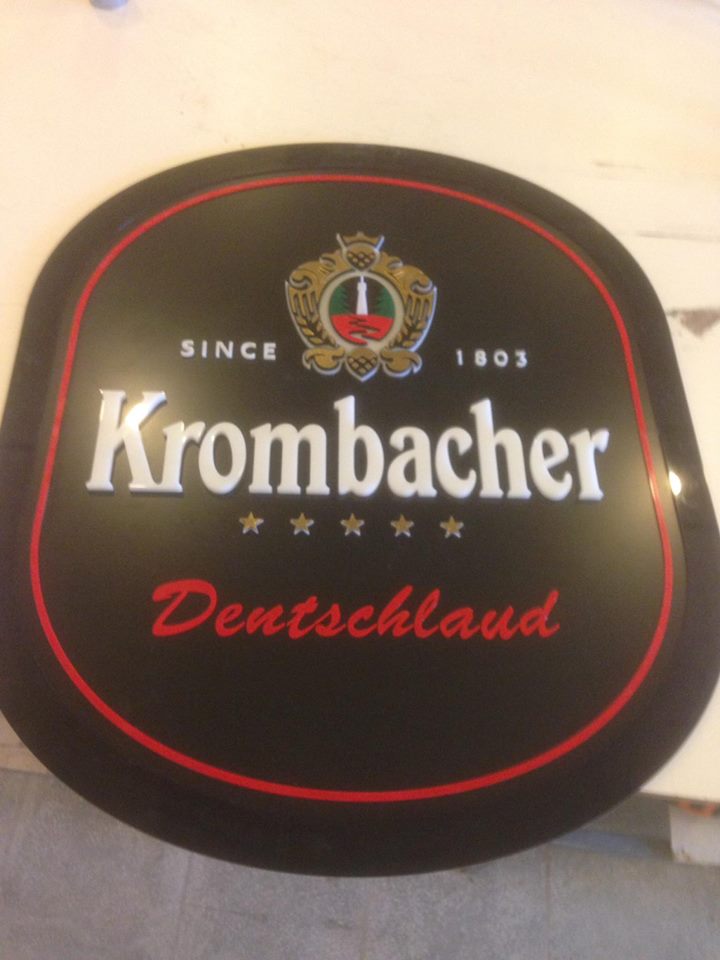 SINCE 1803
Krombacher
Dentschlaud